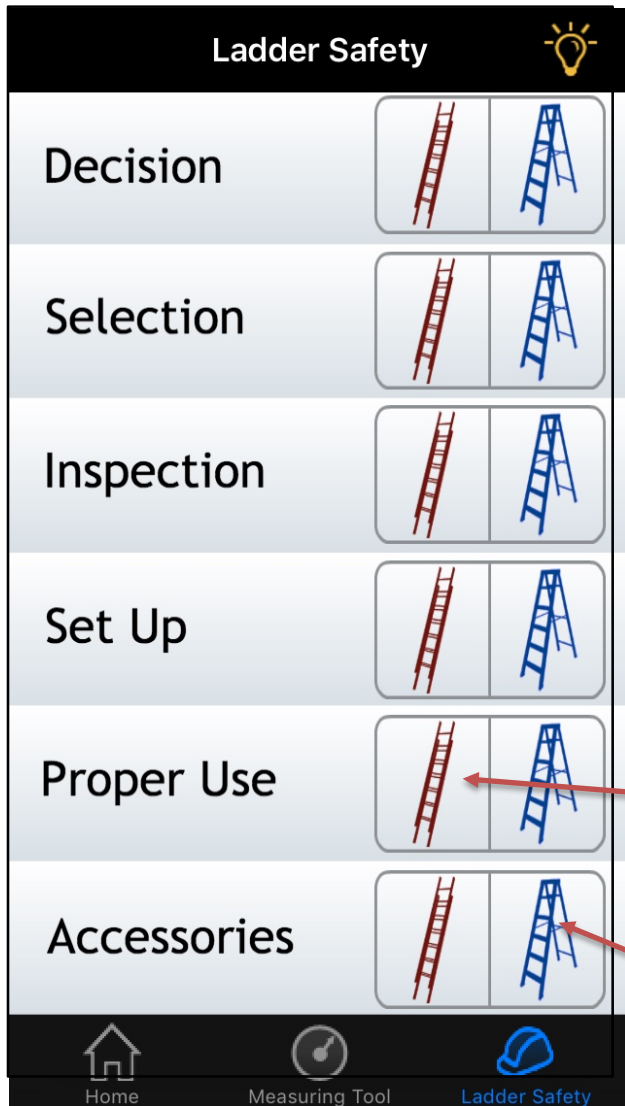 Ladder Safety
Decision
Selection
Inspection
Set Up
Proper Use
Accessories
Home Measuring Tool Ladder Safety